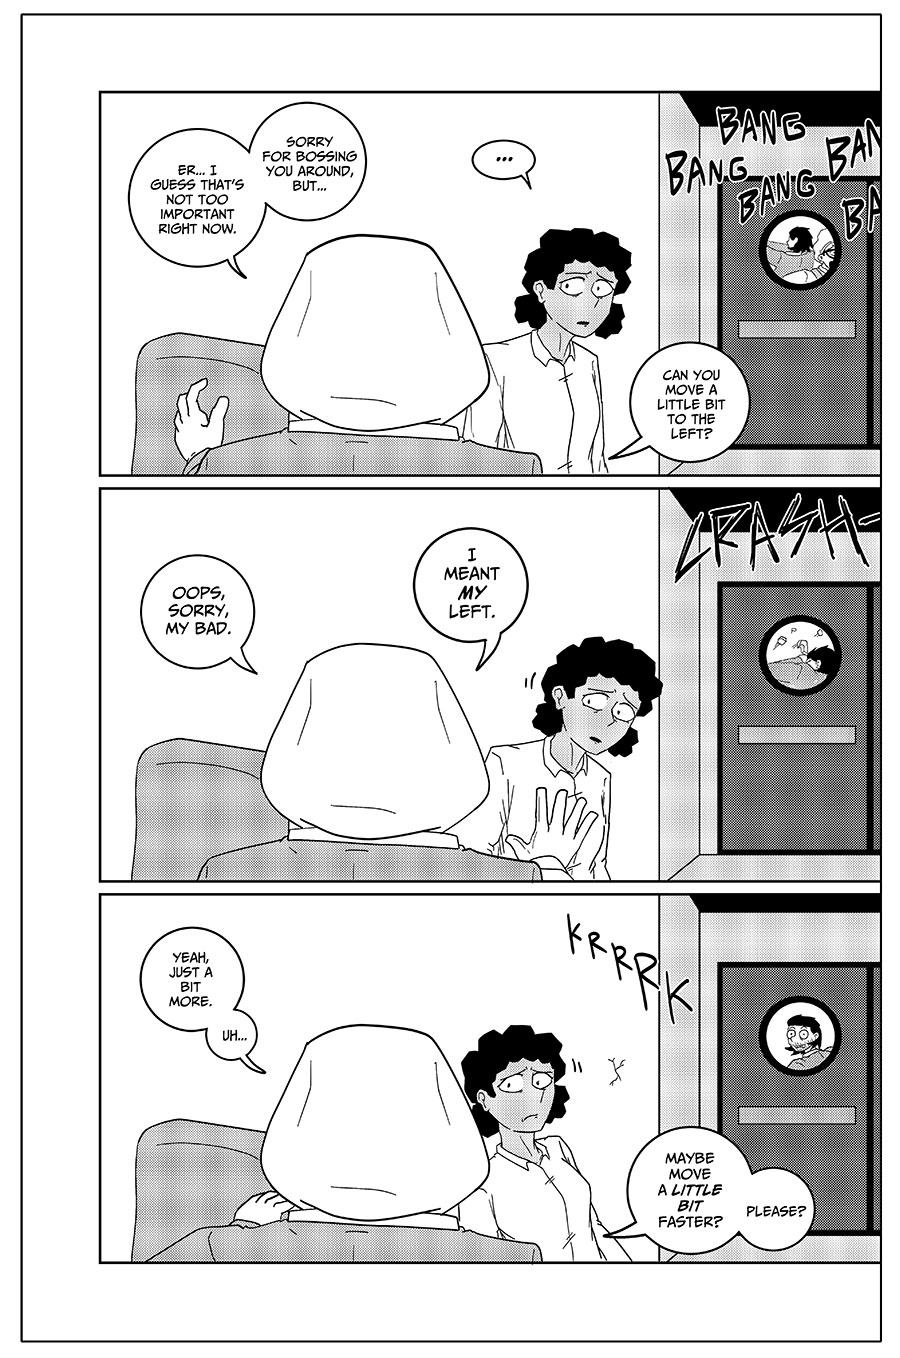 SORRY
FOR BOSSING
YOU AROUND,
BUT...
ER... I
GUESS THAT'S
NOT TOO
IMPORTANT
RIGHT NOW.
...
BANG
BANG
BANG
BAN
BA
CAN YOU
MOVE A
LITTLE BIT
TO THE
LEFT?
CRASH-
OOPS,
SORRY,
MY BAD.
I
MEANT
MY
LEFT.
KRRRK
YEAH,
JUST A
BIT
MORE.
UH...
MAYBE
MOVE
A LITTLE
BIT
FASTER?
PLEASE?